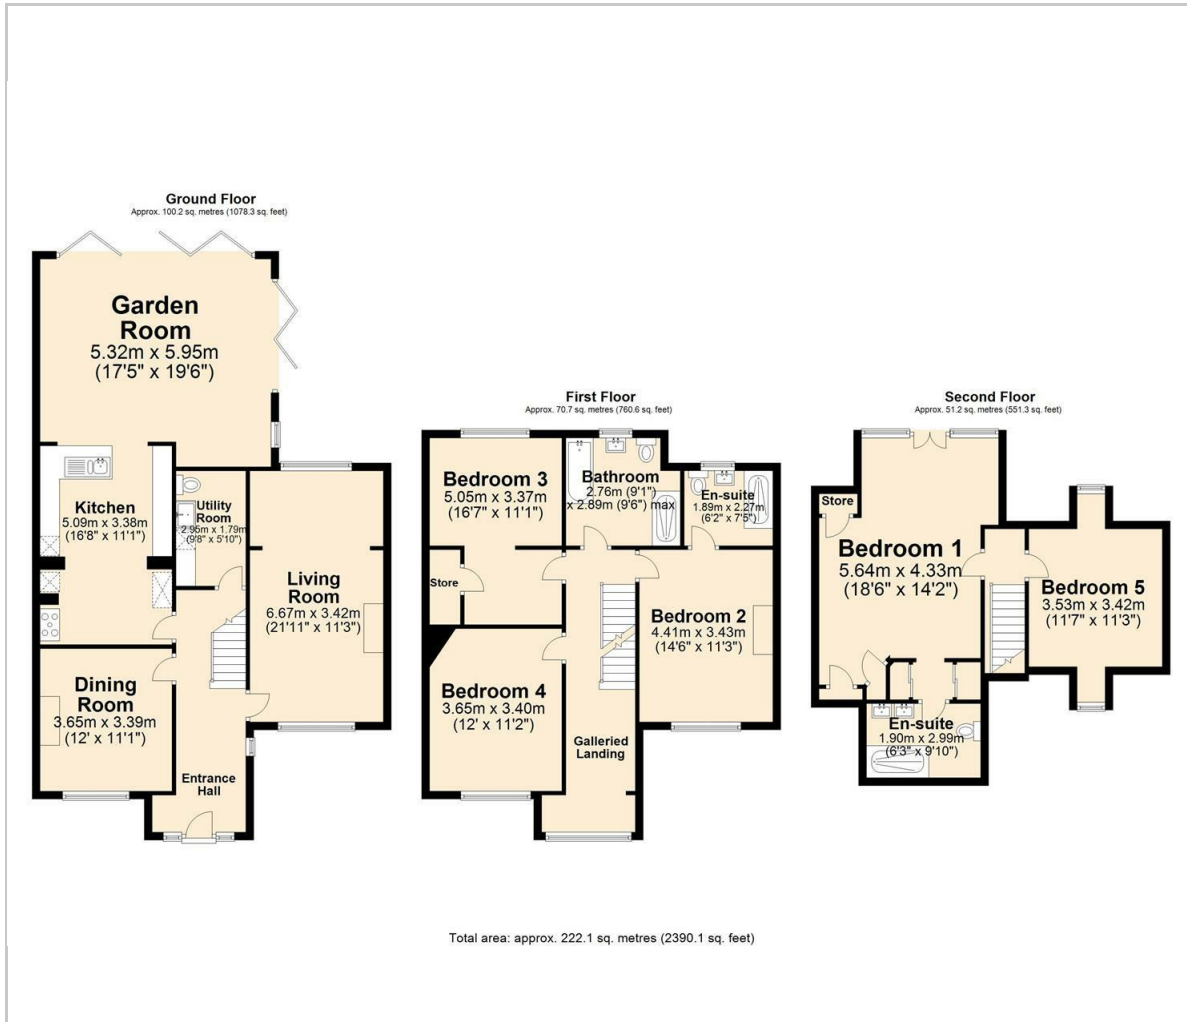 Ground Floor
Approx. 100.2 sq. metres (1078.3 sq. feet)
Garden
Room
5.32m x 5.95m
(17'5" x 19'6")
Kitchen
5.09m x 3.38m
(16'8" x 11'1")
Utility
Room
2.95m x 1.79m
(9'8" x 5'10")
Living
Room
6.67m x 3.42m
(21'11" x 11'3")
Dining
Room
3.65m x 3.39m
(12' x 11'1")
Entrance
Hall
First Floor
Approx. 70.7 sq. metres (760.6 sq. feet)
Bedroom 3
5.05m x 3.37m
(16'7" x 11'1")
Bathroom
2.76m (9'1")
x 2.89m (9'6") max
En-suite
1.89m x 2.27m
(6'2" x 7'5")
Store
Bedroom 2
4.41m x 3.43m
(14'6" x 11'3")
Bedroom 4
3.65m x 3.40m
(12' x 11'2")
Galleried
Landing
Second Floor
Approx. 51.2 sq. metres (551.3 sq. feet)
Store
Bedroom 1
5.64m x 4.33m
(18'6" x 14'2")
Bedroom 5
3.53m x 3.42m
(11'7" x 11'3")
En-suite
1.90m x 2.99m
(6'3" x 9'10")
Total area: approx. 222.1 sq. metres (2390.1 sq. feet)